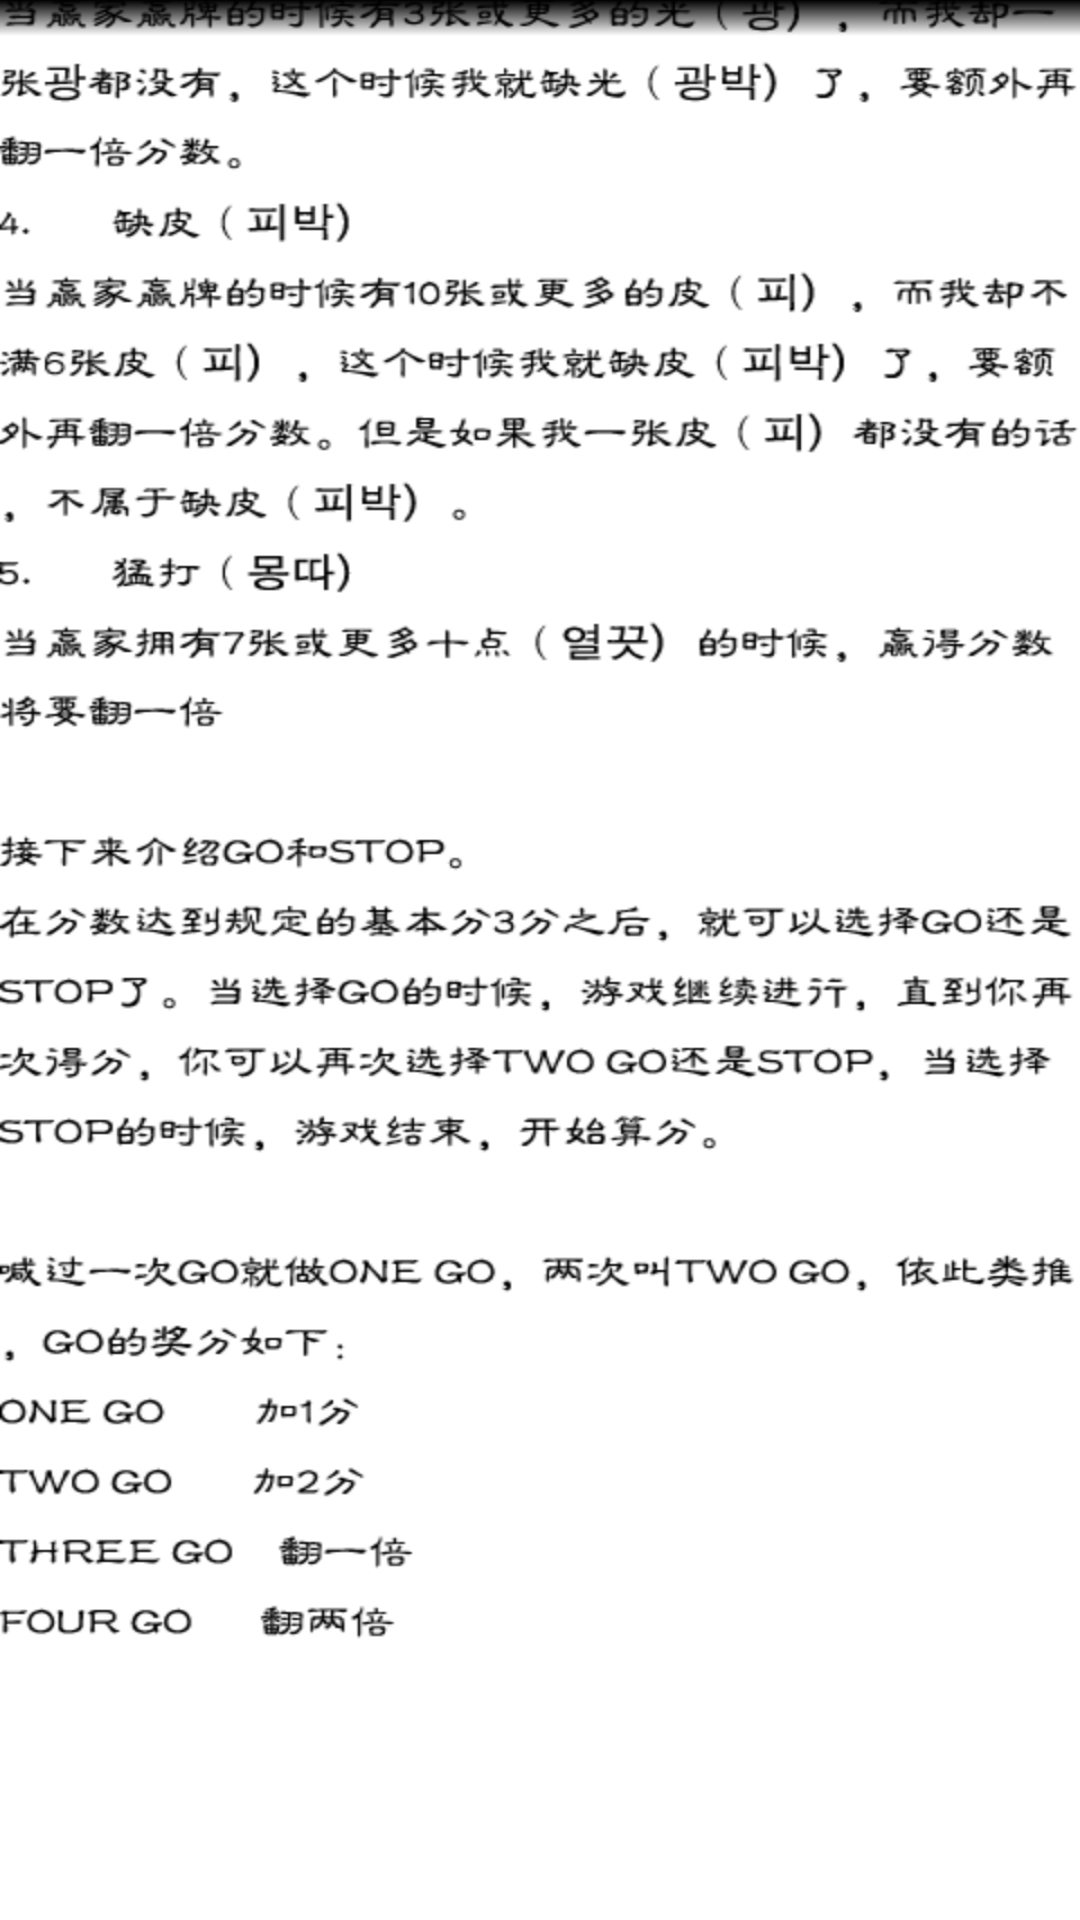 当赢家赢牌的时候有3张或更多的光（광），而我却一
张광都没有，这个时候我就缺光（광박）了，要额外再
翻一倍分数。
4. 缺皮（피박）
当赢家赢牌的时候有10张或更多的皮（피），而我却不
满6张皮（피），这个时候我就缺皮（피박）了，要额
外再翻一倍分数。但是如果我一张皮（피）都没有的话
，不属于缺皮（피박）。
5. 猛打（몽따）
当赢家拥有7张或更多十点（열끗）的时候，赢得分数
将要翻一倍
接下来介绍GO和STOP。
在分数达到规定的基本分3分之后，就可以选择GO还是
STOP了。当选择GO的时候，游戏继续进行，直到你再
次得分，你可以再次选择TWO GO还是STOP，当选择
STOP的时候，游戏结束，开始算分。
喊过一次GO就做ONE GO，两次叫TWO GO，依此类推
，GO的奖分如下：
ONE GO 加1分
TWO GO 加2分
THREE GO 翻一倍
FOUR GO 翻两倍